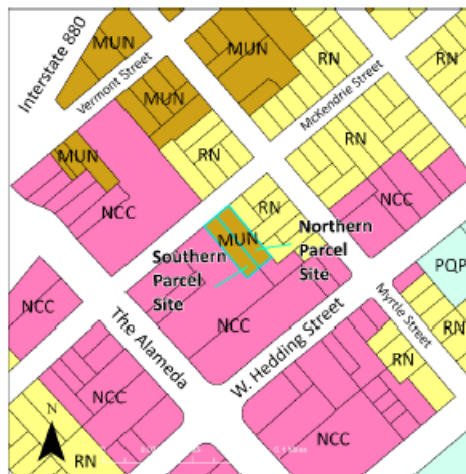 MUN
MUN
Interstate 880
Vermont Street
RN
RN
MUN
McKendrie Street
MUN
RN
RN
NCC
NCC
RN
MUN
Northern
Parcel
Site
Southern
Parcel
Site
PQP
NCC
NCC
The Alameda
W. Hedding Street
Myrtle Street
RN
RN
NCC
N
NCC
RN